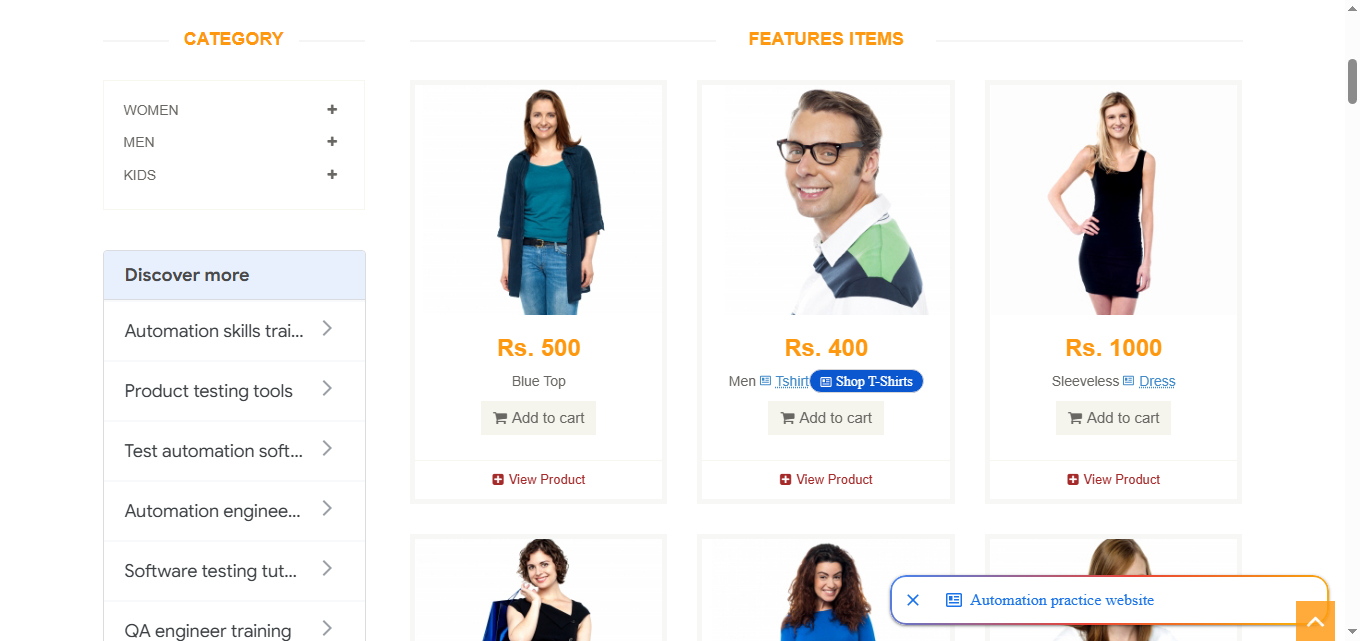 CATEGORY
WOMEN
MEN
KIDS
Discover more
Automation skills trai...
Product testing tools
Test automation soft...
Automation enginee...
Software testing tut...
QA engineer training
FEATURES ITEMS
Rs. 500
Blue Top
Add to cart
View Product
Rs. 400
Men Tshirt Shop T-Shirts
Add to cart
View Product
Rs. 1000
Sleeveless Dress
Add to cart
View Product
Automation practice website